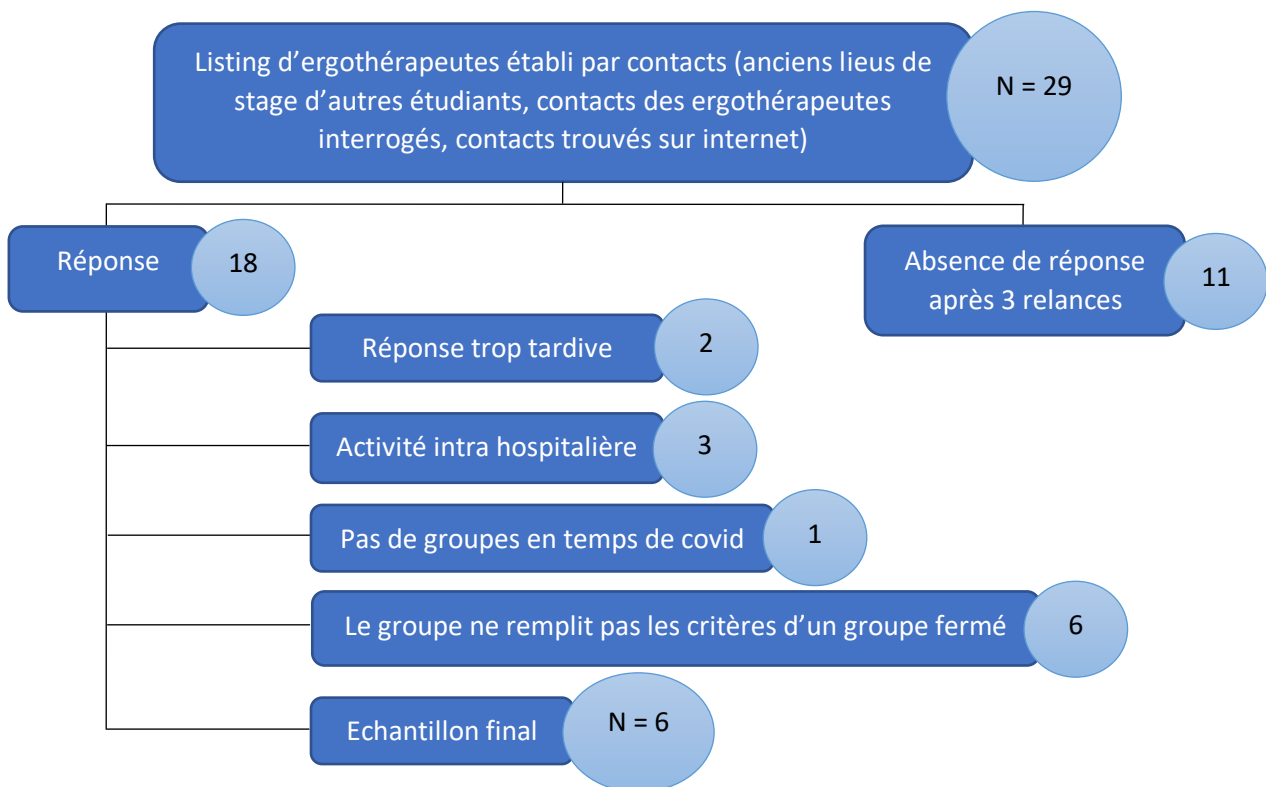 Listing d'ergothérapeutes établi par contacts (anciens lieus de
stage d'autres étudiants, contacts des ergothérapeutes
interrogés, contacts trouvés sur internet)
N = 29
Réponse
18
Absence de réponse
après 3 relances
11
Réponse trop tardive
2
Activité intra hospitalière
3
Pas de groupes en temps de covid
1
Le groupe ne remplit pas les critères d'un groupe fermé
6
Echantillon final
N = 6